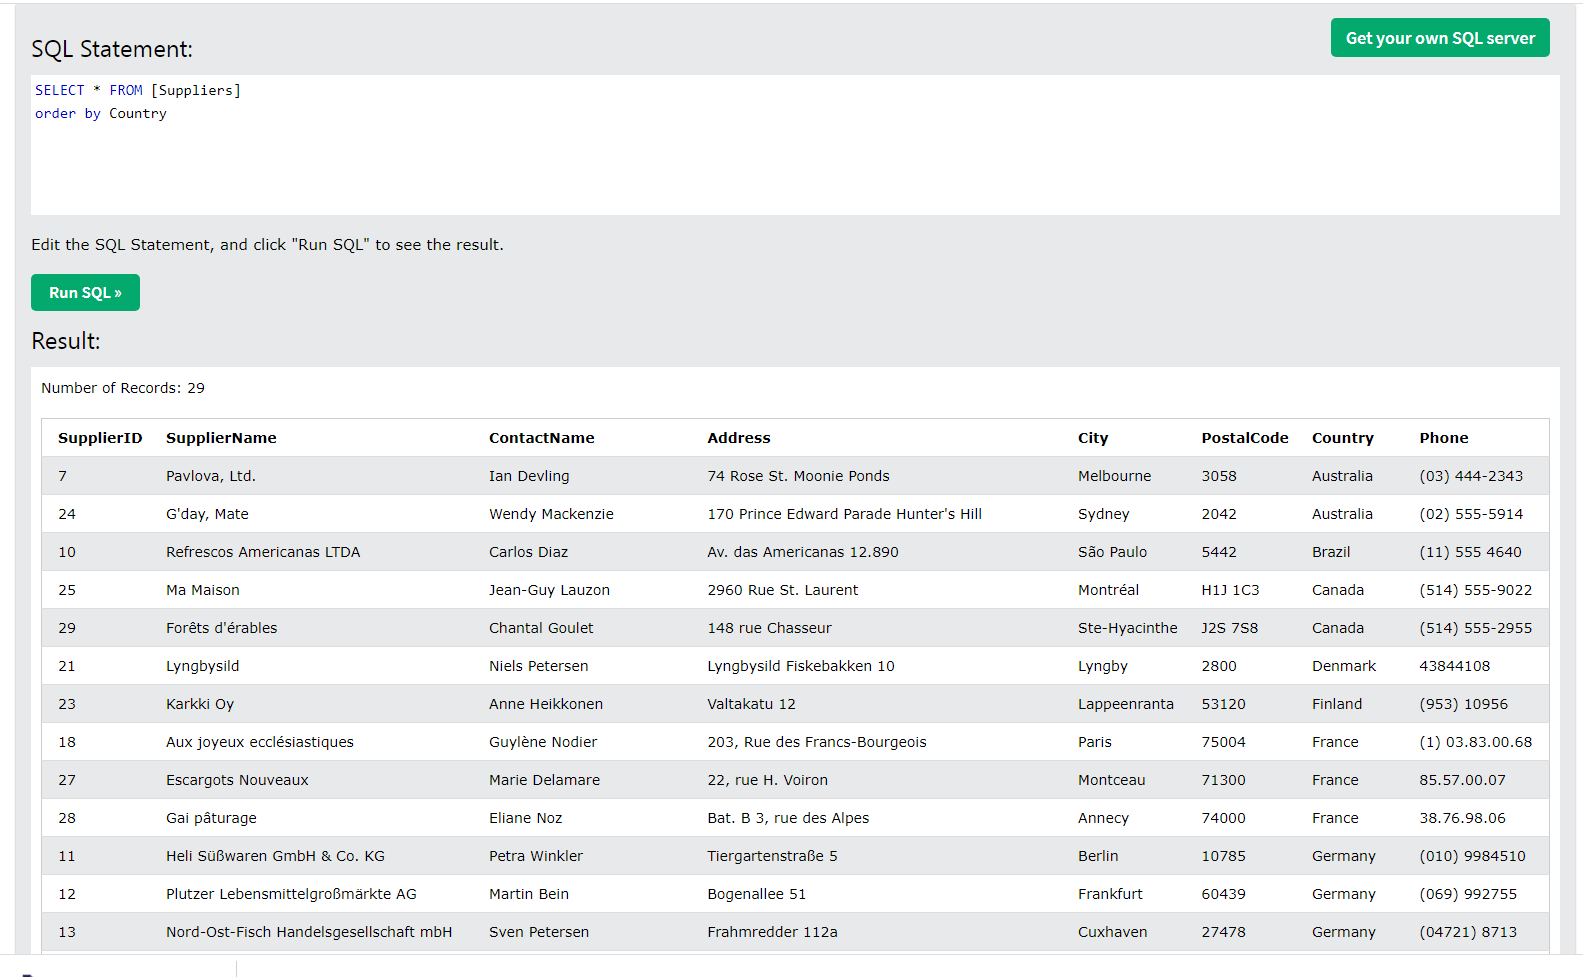 Get your own SQL server
SQL Statement:
SELECT * FROM [Suppliers]
order by Country
Edit the SQL Statement, and click "Run SQL" to see the result.
Run SQL »
Result:
Number of Records: 29
SupplierID SupplierName ContactName Address City PostalCode Country Phone
7 Pavlova, Ltd. Ian Devling 74 Rose St. Moonie Ponds Melbourne 3058 Australia (03) 444-2343
24 G'day, Mate Wendy Mackenzie 170 Prince Edward Parade Hunter's Hill Sydney 2042 Australia (02) 555-5914
10 Refrescos Americanas LTDA Carlos Diaz Av. das Americanas 12.890 São Paulo 5442 Brazil (11) 555 4640
25 Ma Maison Jean-Guy Lauzon 2960 Rue St. Laurent Montréal H1J 1C3 Canada (514) 555-9022
29 Forêts d'érables Chantal Goulet 148 rue Chasseur Ste-Hyacinthe J2S 7S8 Canada (514) 555-2955
21 Lyngbysild Niels Petersen Lyngbysild Fiskebakken 10 Lyngby 2800 Denmark 43844108
23 Karkki Oy Anne Heikkonen Valtakatu 12 Lappeenranta 53120 Finland (953) 10956
18 Aux joyeux ecclésiastiques Guylène Nodier 203, Rue des Francs-Bourgeois Paris 75004 France (1) 03.83.00.68
27 Escargots Nouveaux Marie Delamare 22, rue H. Voiron Montceau 71300 France 85.57.00.07
28 Gai pâturage Eliane Noz Bat. B 3, rue des Alpes Annecy 74000 France 38.76.98.06
11 Heli Süßwaren GmbH & Co. KG Petra Winkler Tiergartenstraße 5 Berlin 10785 Germany (010) 9984510
12 Plutzer Lebensmittelgroßmärkte AG Martin Bein Bogenallee 51 Frankfurt 60439 Germany (069) 992755
13 Nord-Ost-Fisch Handelsgesellschaft mbH Sven Petersen Frahmredder 112a Cuxhaven 27478 Germany (04721) 8713